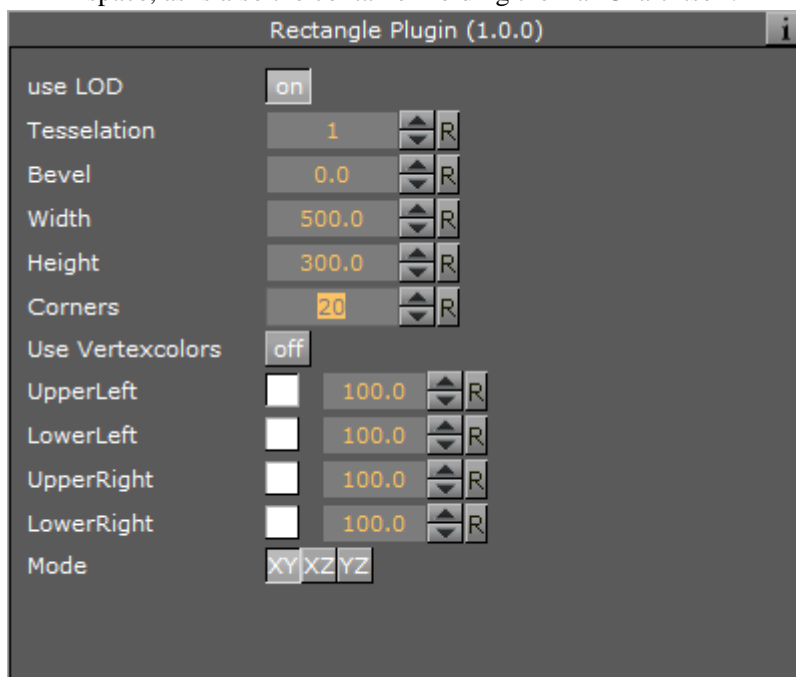 Rectangle Plugin (1.0.0) i
use LOD on
Tesselation 1 R
Bevel 0.0 R
Width 500.0 R
Height 300.0 R
Corners 20 R
Use Vertexcolors off
UpperLeft 100.0 R
LowerLeft 100.0 R
UpperRight 100.0 R
LowerRight 100.0 R
Mode XY XZ YZ